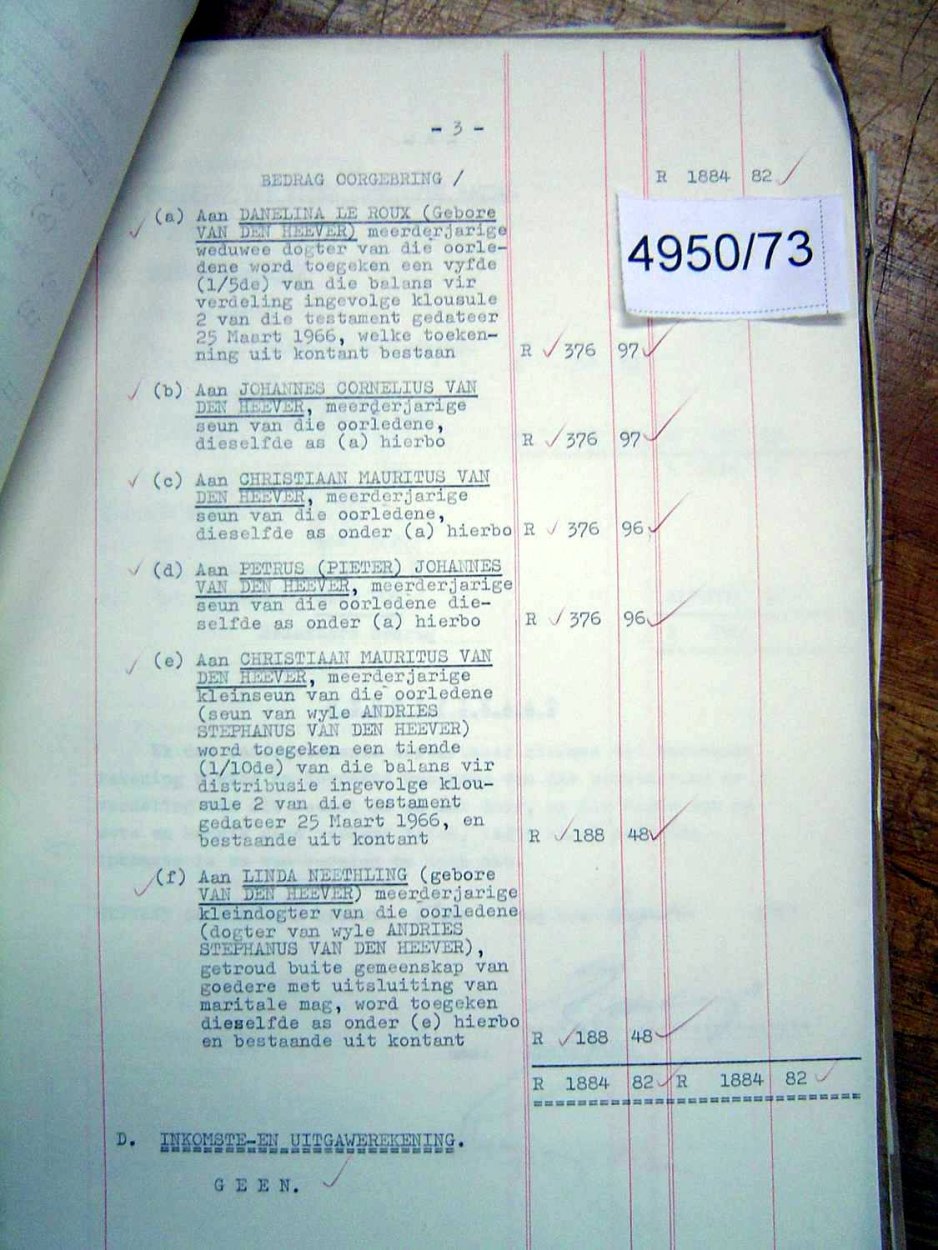 - 3 -
BEDRAG OORGEBRING / R 1884 82
4950/73
(a) Aan DANELINA LE ROUX (Gebore
VAN DEN HEEVER) meerderjarige
weduwee dogter van die oorle-
dene word toegeken een vyfde
(1/5de) van die balans vir
verdeling ingevolge klousule
2 van die testament gedateer
25 Maart 1966, welke toeken-
ning uit kontant bestaan R 376 97
(b) Aan JOHANNES CORNELIUS VAN
DEN HEEVER, meerderjarige
seun van die oorledene,
dieselfde as (a) hierbo R 376 97
(c) Aan CHRISTIAAN MAURITUS VAN
DEN HEEVER, meerderjarige
seun van die oorledene,
dieselfde as onder (a) hierbo R 376 96
(d) Aan PETRUS (PIETER) JOHANNES
VAN DEN HEEVER, meerderjarige
seun van die oorledene die-
selfde as onder (a) hierbo R 376 96
(e) Aan CHRISTIAAN MAURITUS VAN
DEN HEEVER, meerderjarige
kleinseun van die oorledene
(seun van wyle ANDRIES
STEPHANUS VAN DEN HEEVER)
word toegeken een tiende
(1/10de) van die balans vir
distribusie ingevolge klou-
sule 2 van die testament
gedateer 25 Maart 1966, en
bestaande uit kontant R 188 48
(f) Aan LINDA NEETHLING (gebore
VAN DEN HEEVER) meerderjarige
kleindogter van die oorledene
(dogter van wyle ANDRIES
STEPHANUS VAN DEN HEEVER),
getroud buite gemeenskap van
goedere met uitsluiting van
maritale mag, word toegeken
dieselfde as onder (e) hierbo
en bestaande uit kontant R 188 48
R 1884 82 R 1884 82
D. INKOMSTE-EN UITGAWEREKENING.
G E E N.